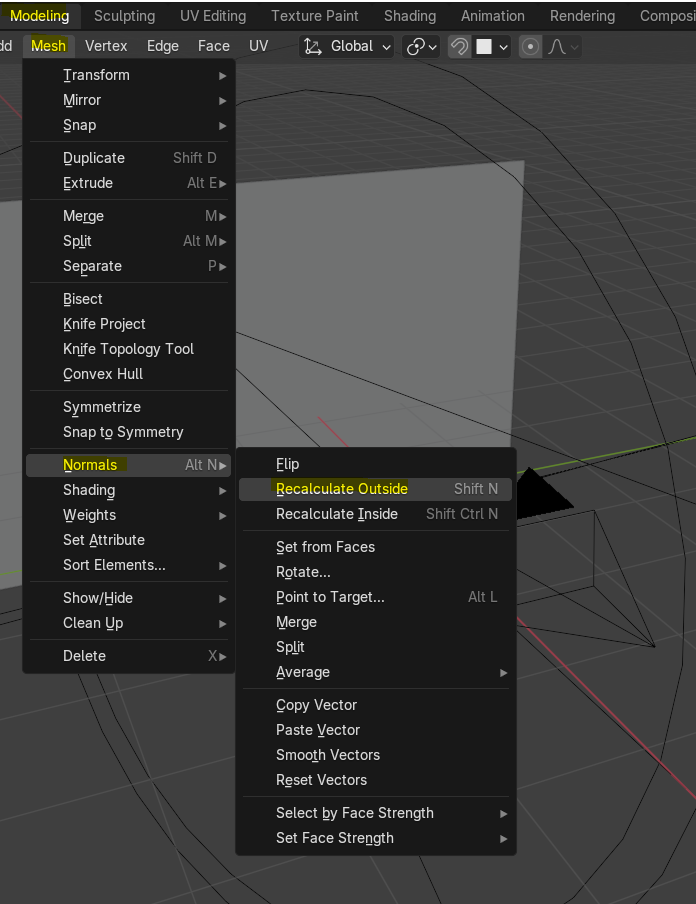 Modeling Sculpting UV Editing Texture Paint Shading Animation Rendering
Mesh Vertex Edge Face UV Global
Transform
Mirror
Snap
Duplicate Shift D
Extrude Alt E
Merge M
Split Alt M
Separate P
Bisect
Knife Project
Knife Topology Tool
Convex Hull
Symmetrize
Snap to Symmetry
Normals Alt N
Shading
Weights
Set Attribute
Sort Elements...
Show/Hide
Clean Up
Delete X
Flip
Recalculate Outside Shift N
Recalculate Inside Shift Ctrl N
Set from Faces
Rotate...
Point to Target... Alt L
Merge
Split
Average
Copy Vector
Paste Vector
Smooth Vectors
Reset Vectors
Select by Face Strength
Set Face Strength